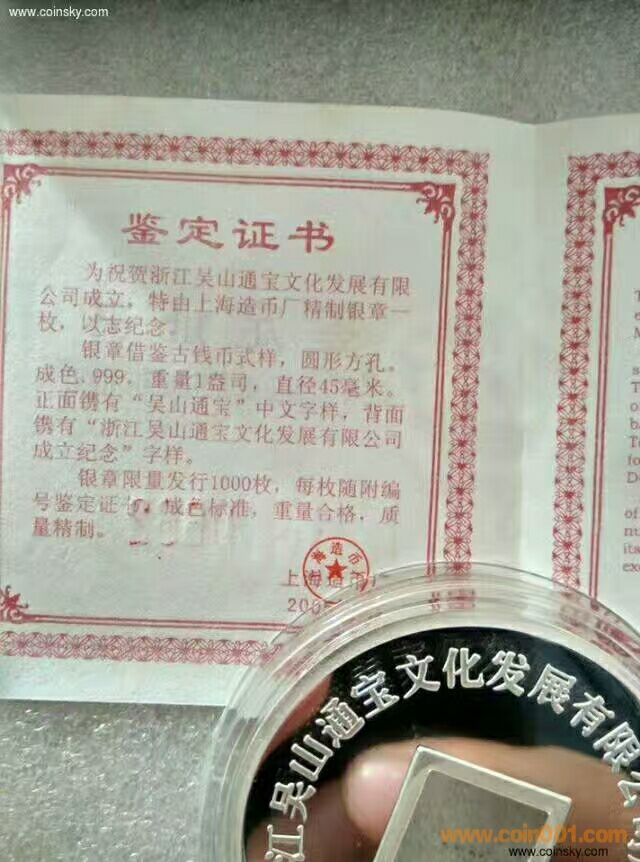 www.coinsky.com
鉴定证书
为祝贺浙江吴山通宝文化发展有限
公司成立，特由上海造币厂精制银章一
枚，以志纪念。
银章借鉴古钱币式样，圆形方孔。
成色.999，重量1盎司，直径45毫米。
正面镌有“吴山通宝”中文字样，背面
镌有“浙江吴山通宝文化发展有限公司
成立纪念”字样。
银章限量发行1000枚，每枚随附编
号鉴定证书，成色标准，重量合格，质
量精制。
上海造币
200
江吴山通宝文化发展有限公
www.coin001.com
www.coinsky.com